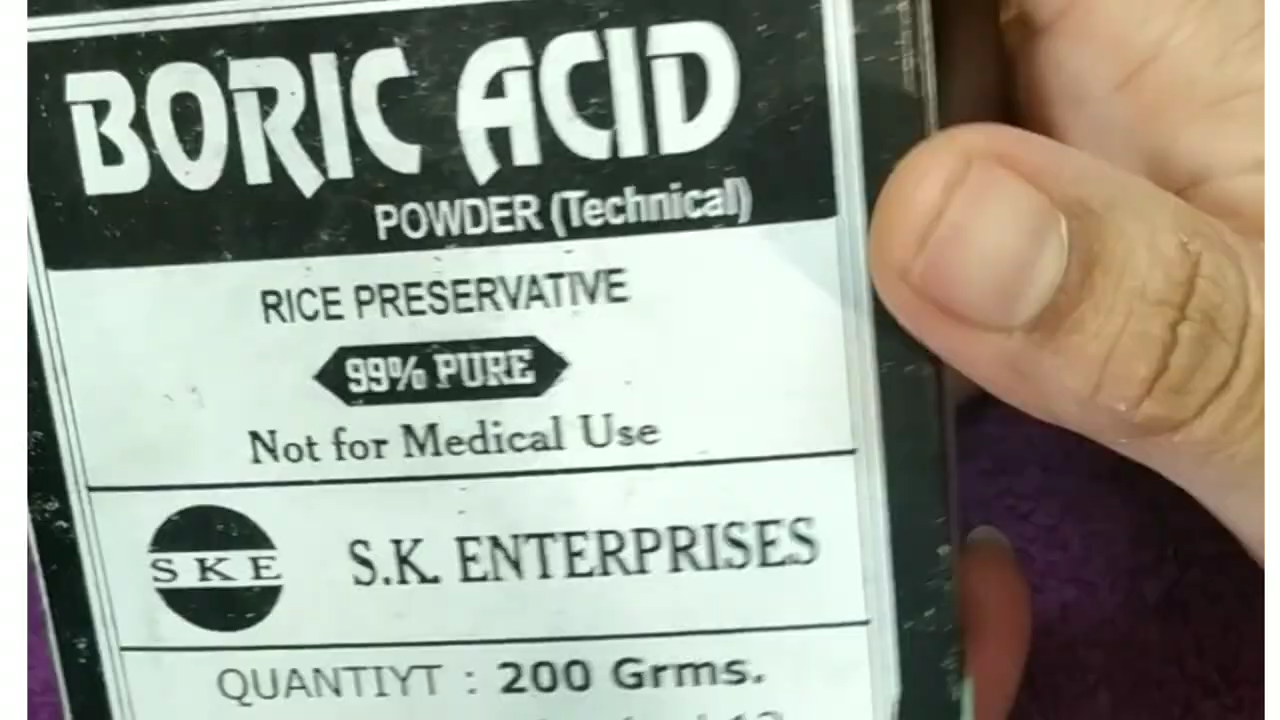 BORIC ACID
POWDER (Technical)
RICE PRESERVATIVE
99% PURE
Not for Medical Use
SKE
S.K. ENTERPRISES
QUANTIYT : 200 Grms.